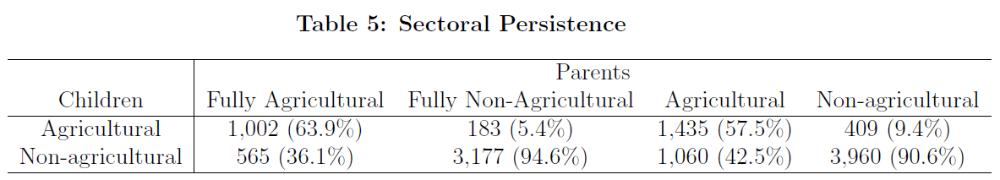 Table 5: Sectoral Persistence
Parents
Children Fully Agricultural Fully Non-Agricultural Agricultural Non-agricultural
Agricultural 1,002 (63.9%) 183 (5.4%) 1,435 (57.5%) 409 (9.4%)
Non-agricultural 565 (36.1%) 3,177 (94.6%) 1,060 (42.5%) 3,960 (90.6%)